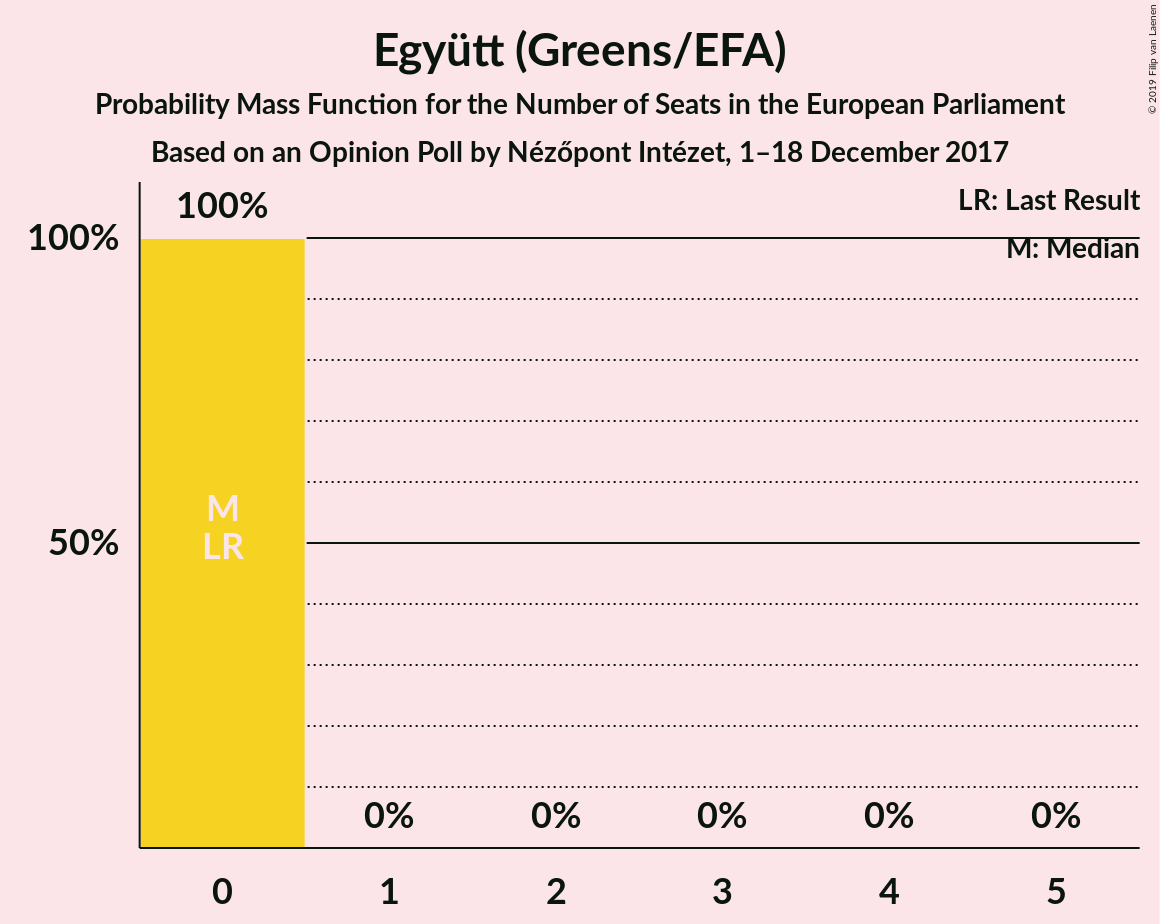 Együtt (Greens/EFA)
Probability Mass Function for the Number of Seats in the European Parliament
Based on an Opinion Poll by Nézőpont Intézet, 1–18 December 2017
© 2019 Filip van Laenen
LR: Last Result
M: Median
100%
100%
50%
M
LR
0%
0%
0%
0%
0%
0
1
2
3
4
5